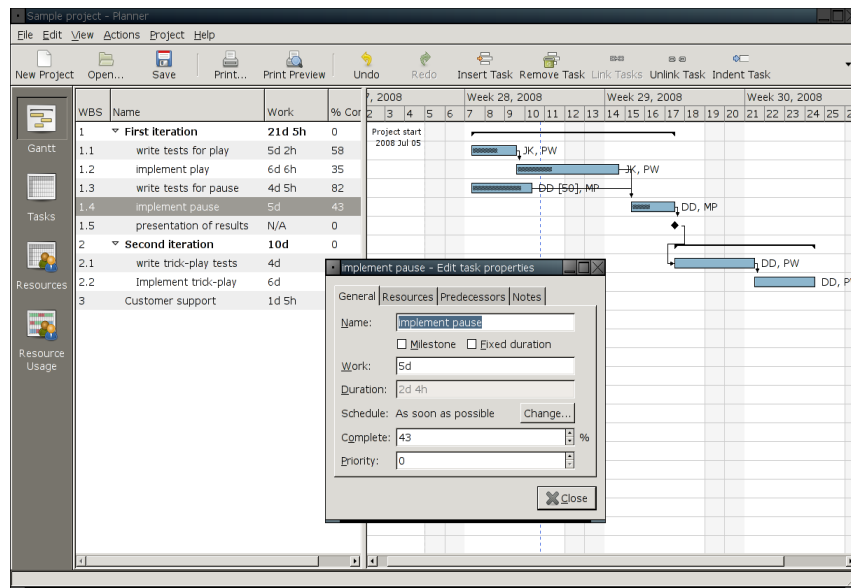 Sample project - Planner
File Edit View Actions Project Help
New Project Open... Save Print... Print Preview Undo Redo Insert Task Remove Task Link Tasks Unlink Task Indent Task
Gantt
Tasks
Resources
Resource Usage
WBS Name Work % Cor
1 First iteration 21d 5h 0
1.1 write tests for play 5d 2h 58
1.2 implement play 6d 6h 35
1.3 write tests for pause 4d 5h 82
1.4 implement pause 5d 43
1.5 presentation of results N/A 0
2 Second iteration 10d 0
2.1 write trick-play tests 4d
2.2 Implement trick-play 6d
3 Customer support 1d 5h
7, 2008 Week 28, 2008 Week 29, 2008 Week 30, 2008
2 3 4 5 6 7 8 9 10 11 12 13 14 15 16 17 18 19 20 21 22 23 24 25 2
Project start
2008 Jul 05
JK, PW
JK, PW
DD [50], MP
DD, MP
DD, PW
DD, P
implement pause - Edit task properties
General Resources Predecessors Notes
Name: implement pause
Milestone Fixed duration
Work: 5d
Duration: 2d 4h
Schedule: As soon as possible Change...
Complete: 43 %
Priority: 0
Close